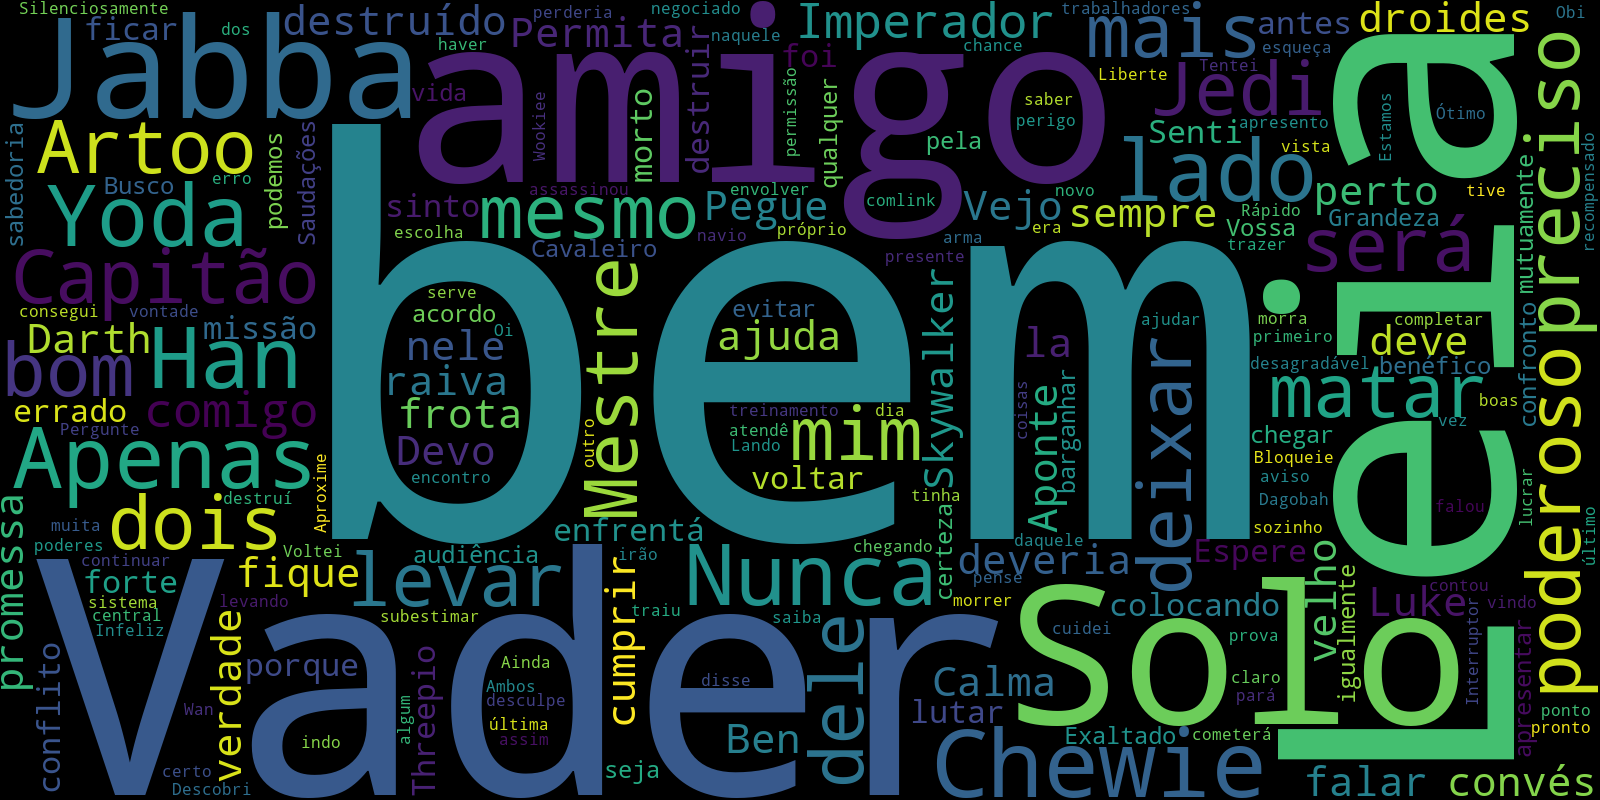 Silenciosamente
dos
ficar
destruído
haver
perderia
Permita
negociado
naquele
Imperador
chance
trabalhadores
mais
antes
esqueça
droides
Obi
Jabba
amigo
foi
Jedi
Tentei
Liberte
vida
destruir
saber
perigo
Senti
apresento
vista
Estamos
Ótimo
Artoo
sabedoria
Busco
erro
podemos
Saudações
Wookiee
morto
permissão
qualquer
pela
lado
perto
tive
mutuamente
recompensado
Yoda
sinto
assassinou
mesmo
envolver
Pegue
comlink
Vejo
novo
sempre
Rápido
Grandeza
Vossa
trazer
escolha
Cavaleiro
navio
próprio
arma
era
presente
será
Capitão
consegui
vontade
serve
acordo
Oi
Mestre
evitar
ajuda
Skywalker
la
ajudar
morra
primeiro
completar
deve
confronto
Darth
missão
bom
Han
nele
raiva
bem
desagradável
benéfico
Leia
poderosopreciso
errado
comigo
Pergunte
frota
treinamento
dia
atendê
Lando
mim
coisas
Aponte
barganhar
deixar
matar
boas
vez
Apenas
Devo
encontro
outro
voltar
tinha
chegar
Bloqueie
aviso
Dagobah
falou
lucrar
destruí
Aproxime
promessa
dois
muita
poderes
continuar
Voltei
audiência
enfrentá
irão
certeza
chegando
daquele
sozinho
último
forte
fique
levar
cumprir
Nunca
deveria
pense
Espere
velho
sistema
central
Infeliz
levando
subestimar
traiu
saiba
morrer
colocando
igualmente
Luke
contou
Interruptor
vindo
conflito
Vader
verdade
porque
Threepio
Ainda
Ambos
desculpe
disse
dele
Calma
cuidei
prova
Solo
claro
pará
apresentar
Wan
algum
última
assim
indo
lutar
Ben
Exaltado
cometerá
ponto
pronto
certo
Descobri
seja
Chewie
falar
convés